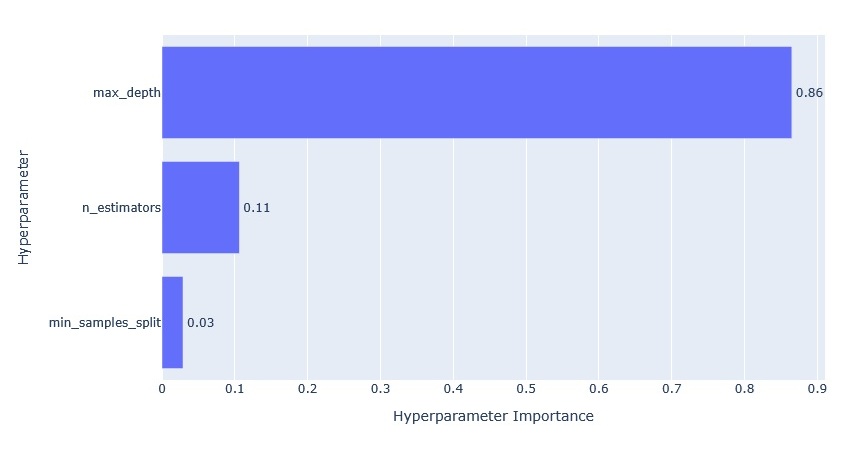 max_depth
0.86
n_estimators
0.11
min_samples_split
0.03
Hyperparameter
0 0.1 0.2 0.3 0.4 0.5 0.6 0.7 0.8 0.9
Hyperparameter Importance